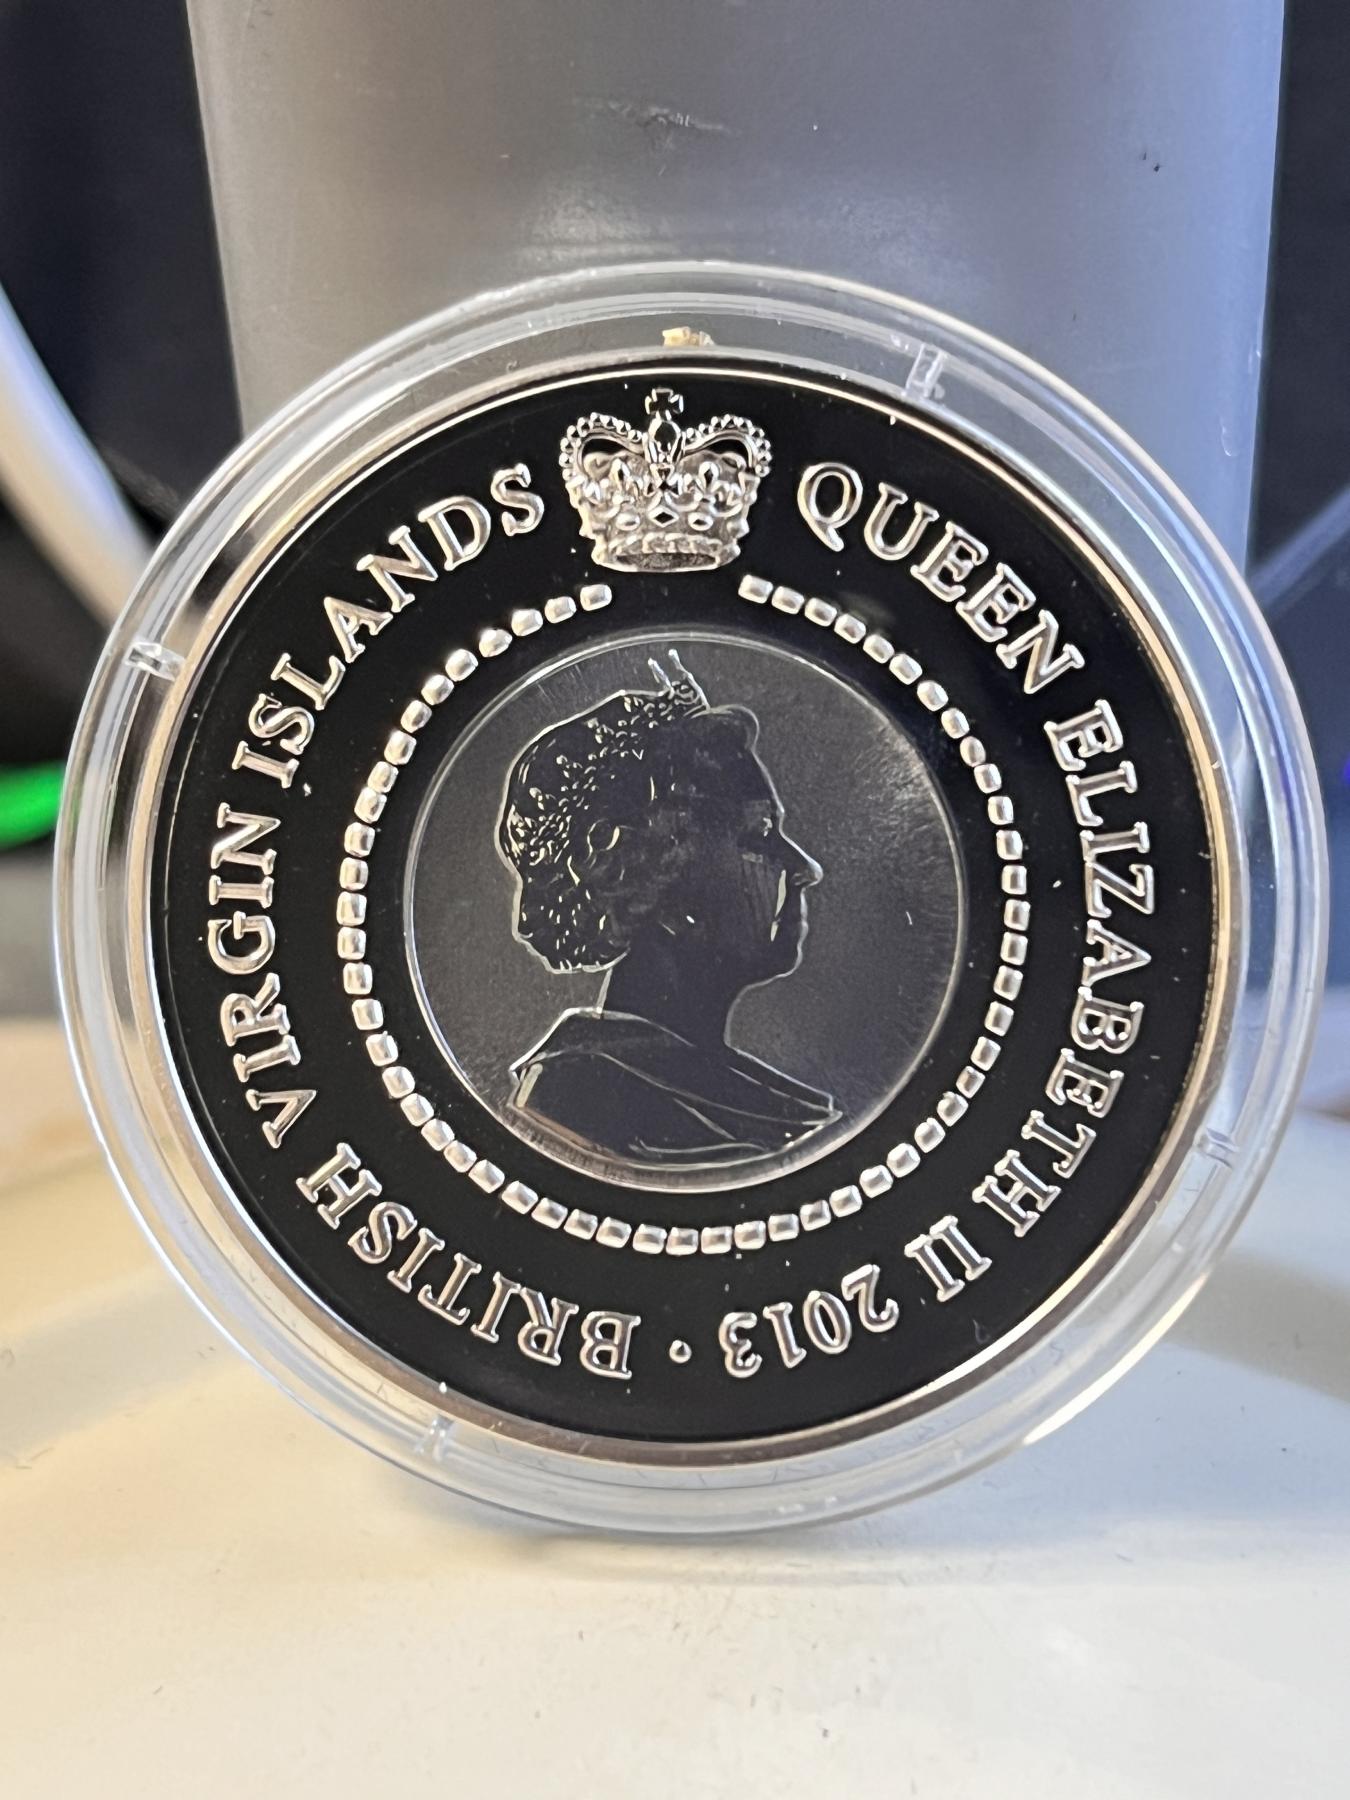 BRITISH VIRGIN ISLANDS QUEEN ELIZABETH II 2013 •